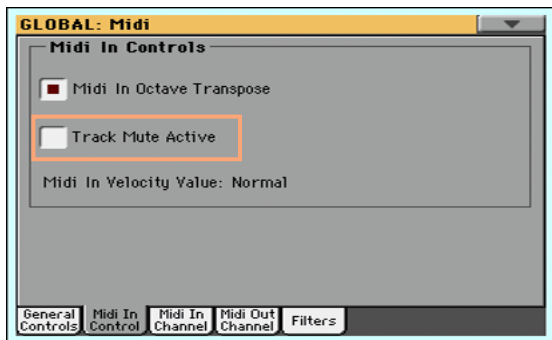 GLOBAL: Midi
Midi In Controls
Midi In Octave Transpose
Track Mute Active
Midi In Velocity Value: Normal
General Controls
Midi In Control
Midi In Channel
Midi Out Channel
Filters